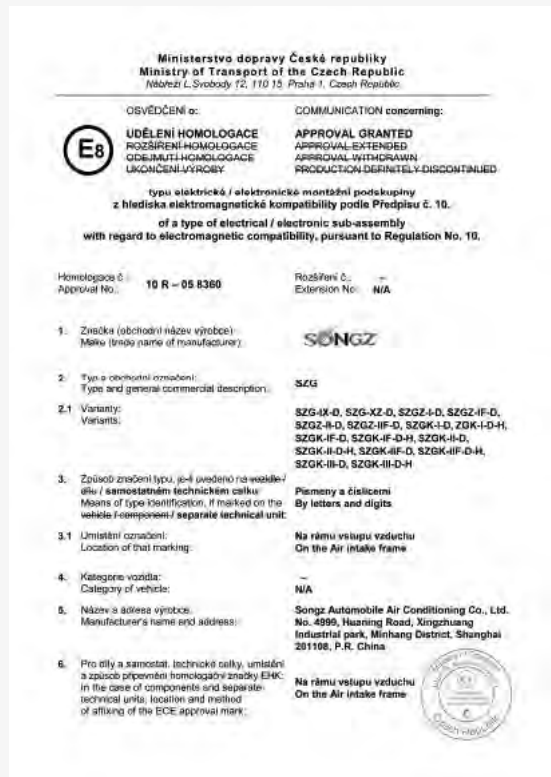 Ministerstvo dopravy České republiky
Ministry of Transport of the Czech Republic
Nábřeží L.Svobody 12, 110 15 Praha 1, Czech Republic
OSVĚDČENÍ o:
COMMUNICATION concerning:
E8
UDĚLENÍ HOMOLOGACE
APPROVAL GRANTED
ROZŠÍŘENÍ HOMOLOGACE
APPROVAL EXTENDED
ODEJMUTÍ HOMOLOGACE
APPROVAL WITHDRAWN
UKONČENÍ VÝROBY
PRODUCTION DEFINITELY DISCONTINUED
typu elektrické / elektronické montážní podskupiny
z hlediska elektromagnetické kompatibility podle Předpisu č. 10.
of a type of electrical / electronic sub-assembly
with regard to electromagnetic compatibility, pursuant to Regulation No. 10.
Homologace č.:
Approval No.:
10 R – 05 8360
Rozšíření č.: –
Extension No: N/A
1. Značka (obchodní název výrobce):
Make (trade name of manufacturer):
SONGZ
2. Typ a obchodní označení:
Type and general commercial description:
SZG
2.1 Varianty:
Variants:
SZG-IX-D, SZG-XZ-D, SZGZ-I-D, SZGZ-IF-D,
SZGZ-II-D, SZGZ-IIF-D, SZGK-I-D, ZGK-I-D-H,
SZGK-IF-D, SZGK-IF-D-H, SZGK-II-D,
SZGK-II-D-H, SZGK-IIF-D, SZGK-IIF-D-H,
SZGK-III-D, SZGK-III-D-H
3. Způsob značení typu, je-li uvedeno na vozidle /
dílu / samostatném technickém celku:
Means of type identification, if marked on the
vehicle / component / separate technical unit:
Písmeny a číslicemi
By letters and digits
3.1 Umístění označení:
Location of that marking:
Na rámu vstupu vzduchu
On the Air intake frame
4. Kategorie vozidla:
Category of vehicle:
–
N/A
5. Název a adresa výrobce:
Manufacturer's name and address:
Songz Automobile Air Conditioning Co., Ltd.
No. 4999, Huaning Road, Xingzhuang
Industrial park, Minhang District, Shanghai
201108, P.R. China
6. Pro díly a samostat. technické celky, umístění
a způsob připevnění homologační značky EHK:
In the case of components and separate
technical units, location and method
of affixing of the ECE approval mark:
Na rámu vstupu vzduchu
On the Air intake frame
Czech Republic